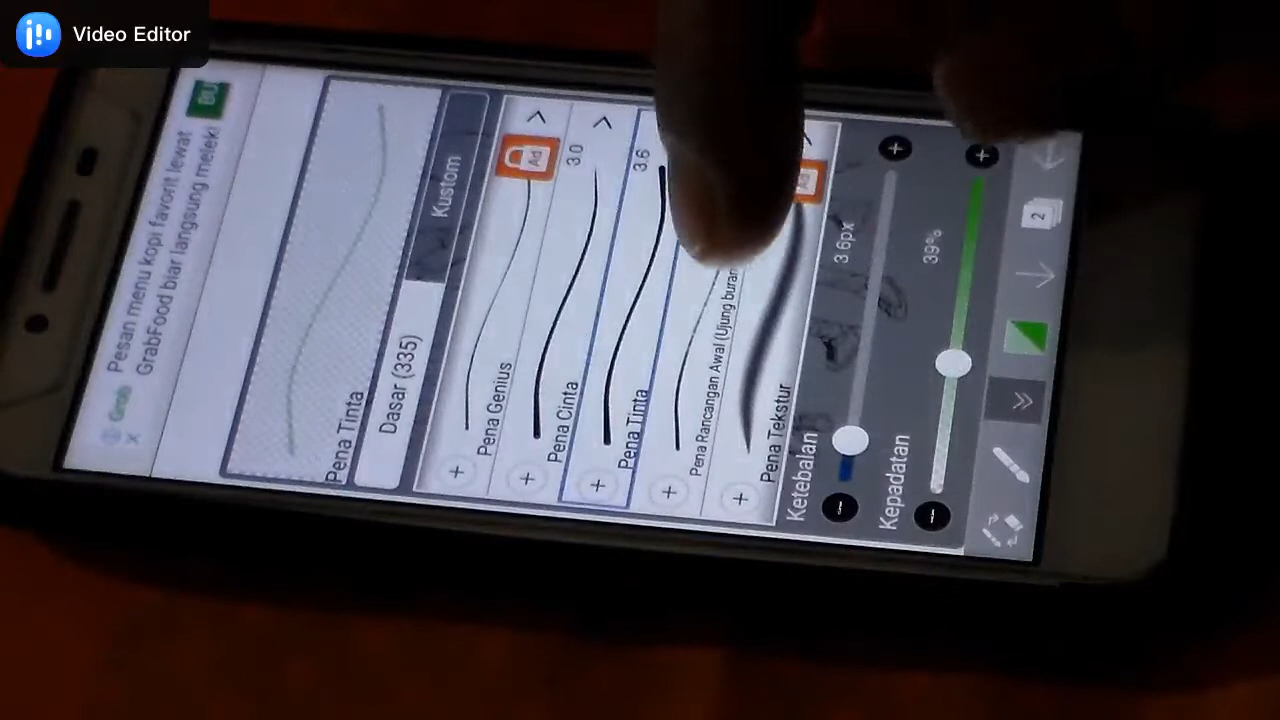 Video Editor
Grab
Pesan menu kopi favorit lewat
GrabFood biar langsung meleleh
Pena Tinta
Dasar (335)
Kustom
Pena Genius
Ad
Pena Cinta
3.0
Pena Tinta
3.6
Pena Rancangan Awal (Ujung
Pena Tekstur
Ad
Ketebalan
3.6px
Kepadatan
39%
2